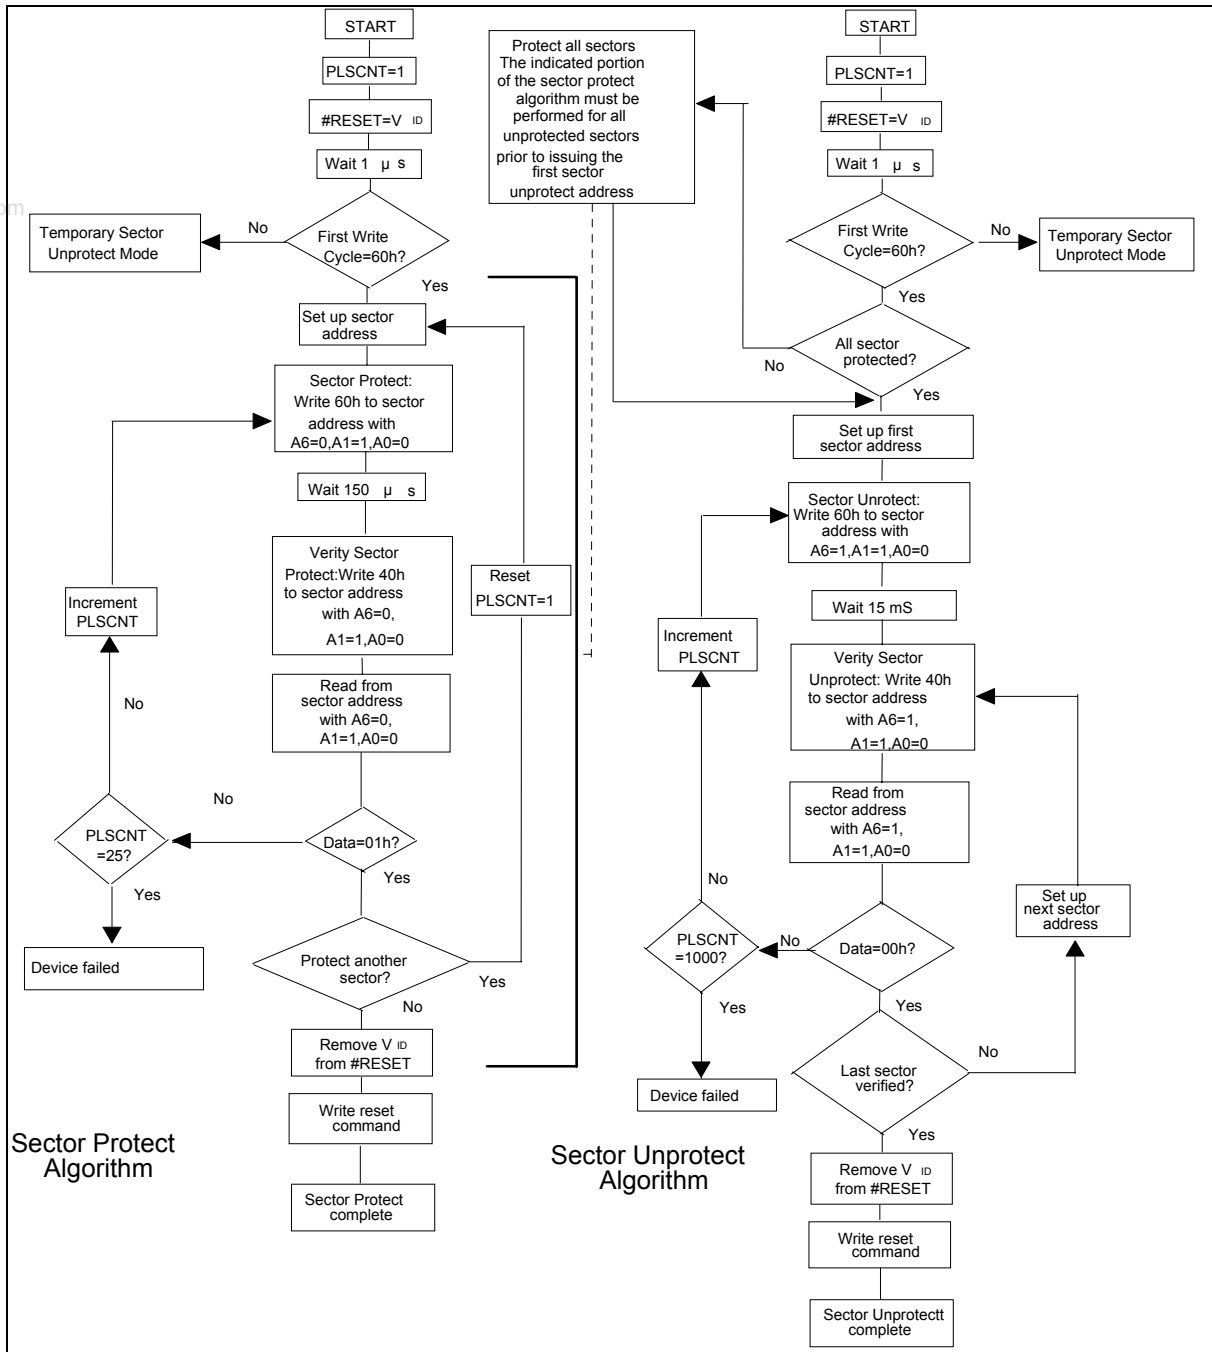 START
PLSCNT=1
#RESET=V ID
Wait 1 µ s
First Write
Cycle=60h?
No
Temporary Sector
Unprotect Mode
Yes
Set up sector
address
Sector Protect:
Write 60h to sector
address with
A6=0,A1=1,A0=0
Wait 150 µ s
Verity Sector
Protect:Write 40h
to sector address
with A6=0,
A1=1,A0=0
Reset
PLSCNT=1
Increment
PLSCNT
No
Read from
sector address
with A6=0,
A1=1,A0=0
No
PLSCNT
=25?
Data=01h?
Yes
Yes
Device failed
Protect another
sector?
Yes
No
Remove V ID
from #RESET
Write reset
command
Sector Protect
complete
Sector Protect
Algorithm
Protect all sectors
The indicated portion
of the sector protect
algorithm must be
performed for all
unprotected sectors
prior to issuing the
first sector
unprotect address
START
PLSCNT=1
#RESET=V ID
Wait 1 µ s
First Write
Cycle=60h?
No
Temporary Sector
Unprotect Mode
Yes
All sector
protected?
No
Yes
Set up first
sector address
Sector Unrotect:
Write 60h to sector
address with
A6=1,A1=1,A0=0
Wait 15 mS
Increment
PLSCNT
Verity Sector
Unprotect: Write 40h
to sector address
with A6=1,
A1=1,A0=0
Read from
sector address
with A6=1,
A1=1,A0=0
No
Set up
next sector
address
PLSCNT
=1000?
No
Data=00h?
Yes
Yes
Device failed
Last sector
verified?
No
Yes
Remove V ID
from #RESET
Write reset
command
Sector Unprotectt
complete
Sector Unprotect
Algorithm
om